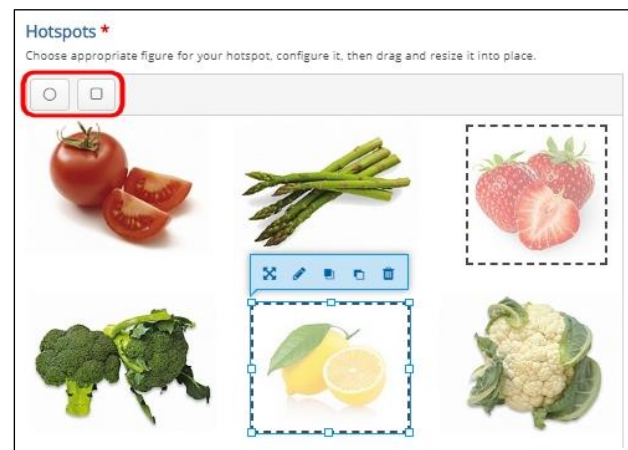 Hotspots *
Choose appropriate figure for your hotspot, configure it, then drag and resize it into place.